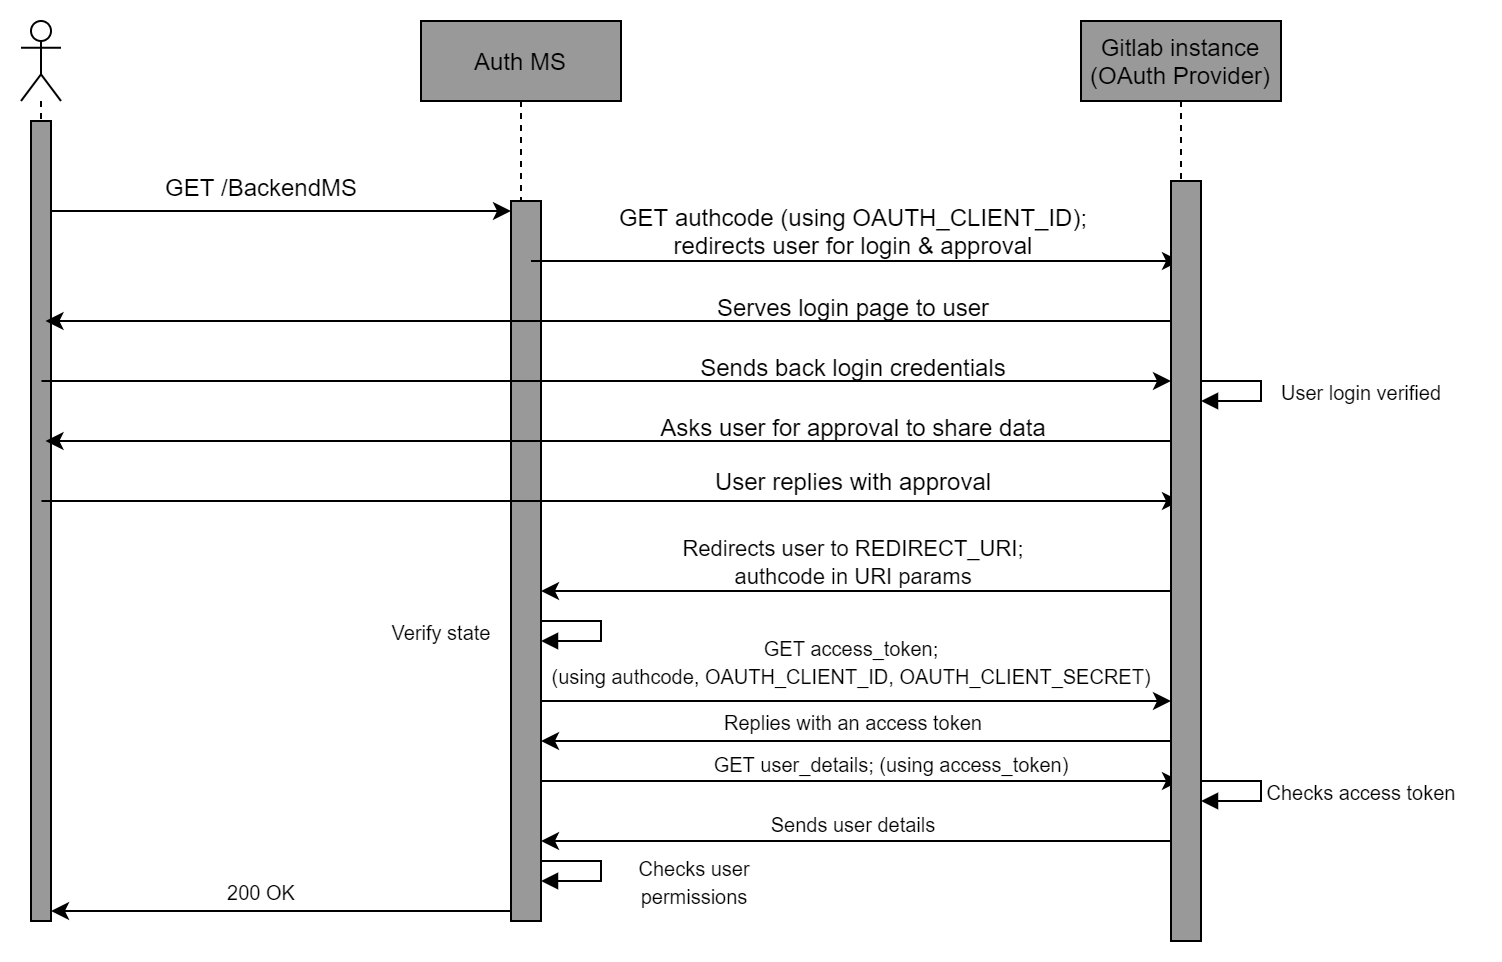 Auth MS
Gitlab instance
(OAuth Provider)
GET /BackendMS
GET authcode (using OAUTH_CLIENT_ID);
redirects user for login & approval
Serves login page to user
Sends back login credentials
User login verified
Asks user for approval to share data
User replies with approval
Redirects user to REDIRECT_URI;
authcode in URI params
Verify state
GET access_token;
(using authcode, OAUTH_CLIENT_ID, OAUTH_CLIENT_SECRET)
Replies with an access token
GET user_details; (using access_token)
Checks access token
Sends user details
Checks user
permissions
200 OK